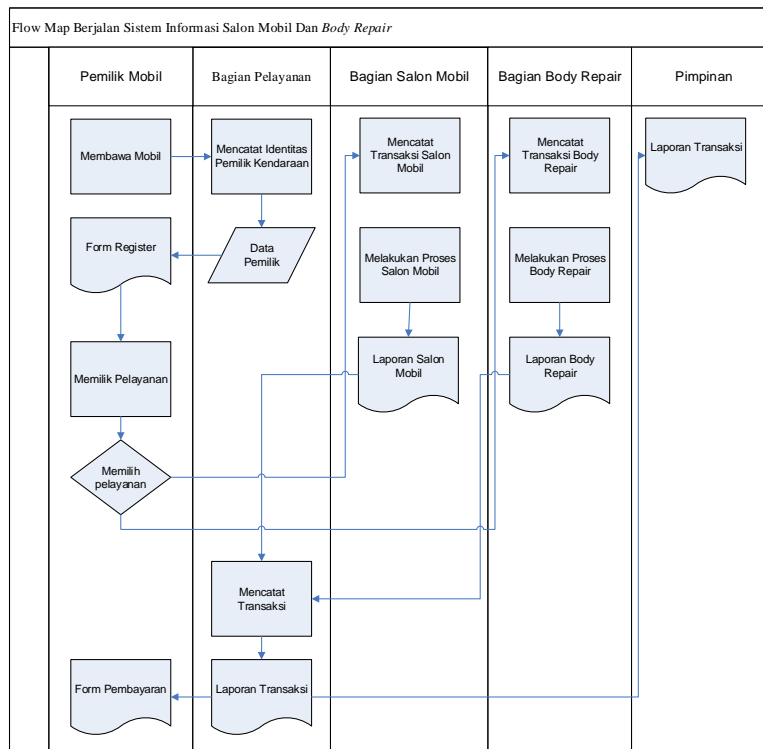 Flow Map Berjalan Sistem Informasi Salon Mobil Dan Body Repair
Pemilik Mobil
Bagian Pelayanan
Bagian Salon Mobil
Bagian Body Repair
Pimpinan
Membawa Mobil
Mencatat Identitas
Pemilik Kendaraan
Mencatat
Transaksi Salon
Mobil
Mencatat
Transaksi Body
Repair
Laporan Transaksi
Form Register
Data
Pemilik
Melakukan Proses
Salon Mobil
Melakukan Proses
Body Repair
Memilik Pelayanan
Laporan Salon
Mobil
Laporan Body
Repair
Memilih
pelayanan
Mencatat
Transaksi
Form Pembayaran
Laporan Transaksi